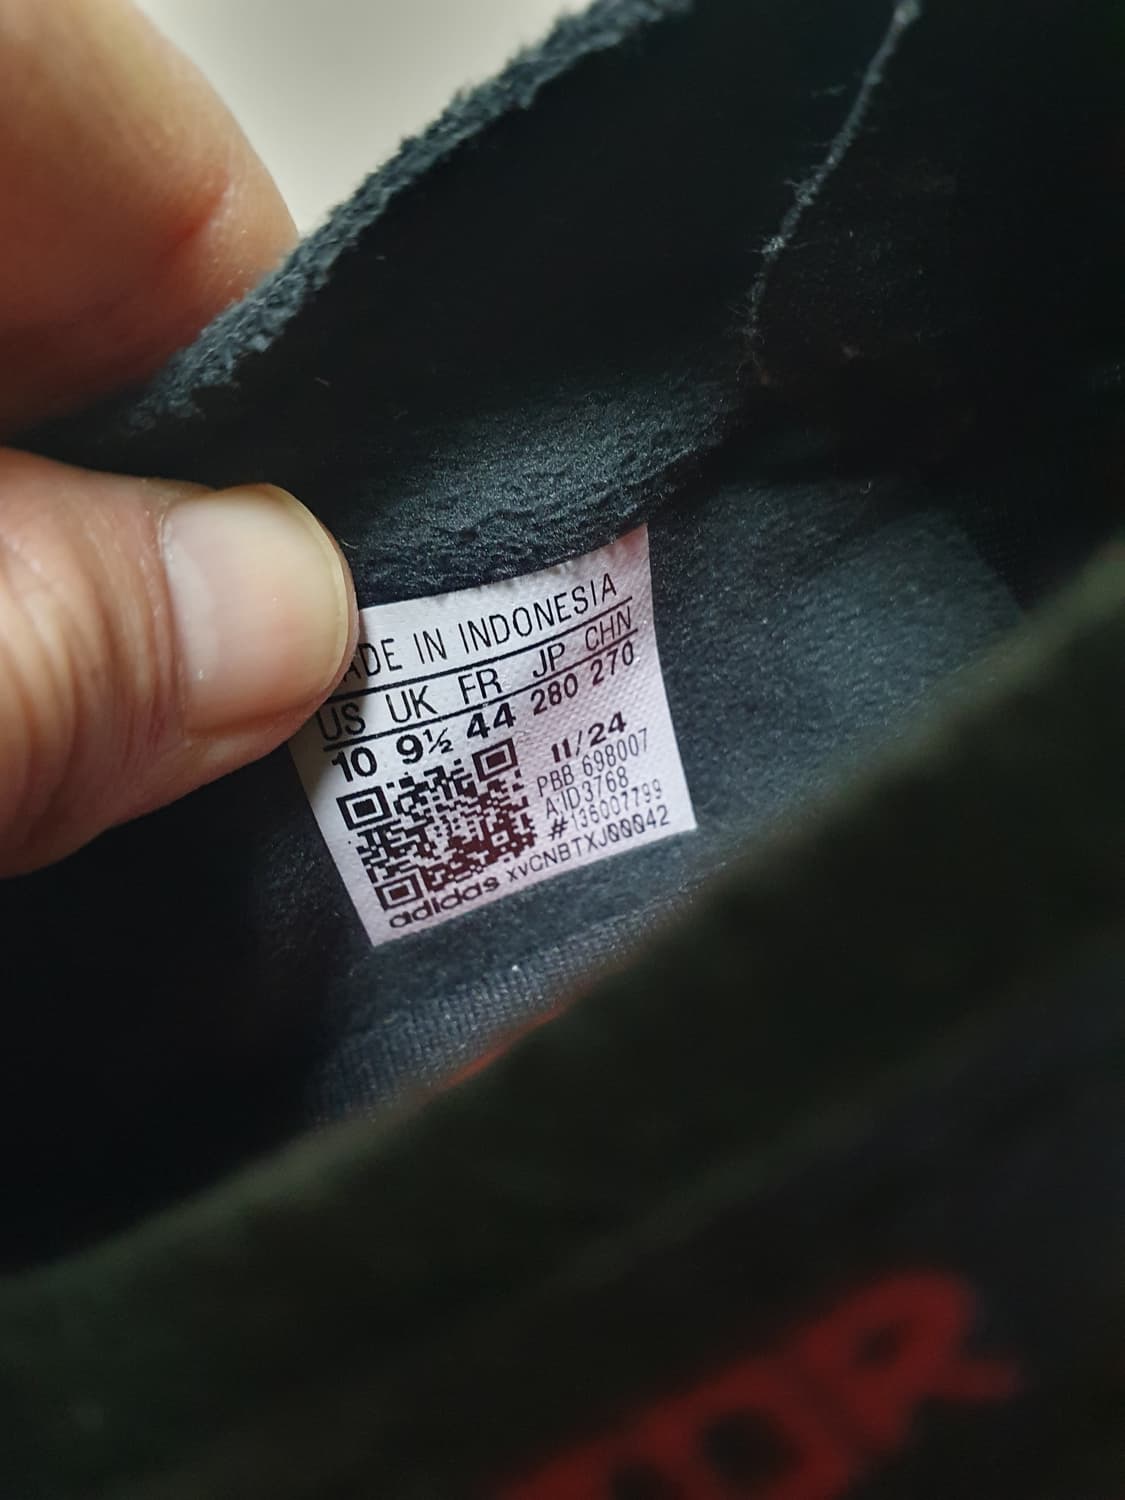 ADE IN INDONESIA
US UK FR JP CHN
10 9½ 44 280 270
11/24
PBB 698007
A:ID3768
#136007799
adidas xvCNBTXJ00042